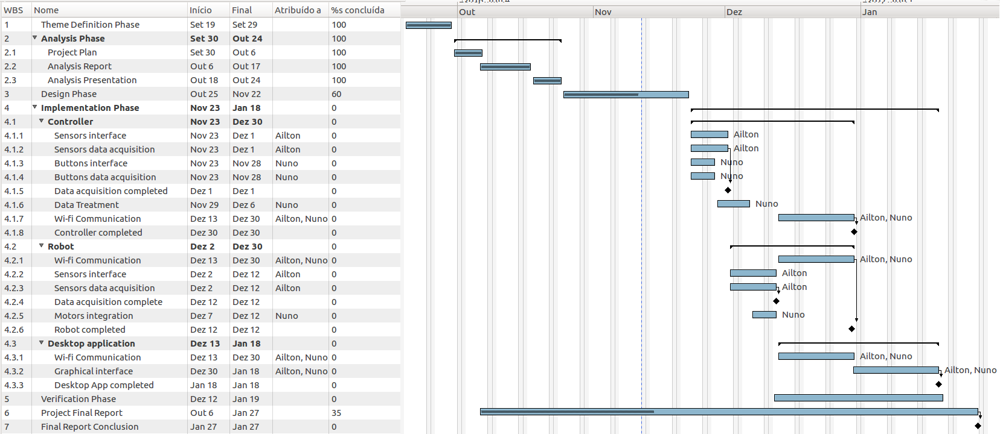 WBS Nome Início Final Atribuído a %s concluída Out Nov Dez Jan
1 Theme Definition Phase Set 19 Set 29 100
2 Analysis Phase Set 30 Out 24 100
2.1 Project Plan Set 30 Out 6 100
2.2 Analysis Report Out 6 Out 17 100
2.3 Analysis Presentation Out 18 Out 24 100
3 Design Phase Out 25 Nov 22 60
4 Implementation Phase Nov 23 Jan 18 0
4.1 Controller Nov 23 Dez 30 0
4.1.1 Sensors interface Nov 23 Dez 1 Ailton 0 Ailton
4.1.2 Sensors data acquisition Nov 23 Dez 1 Ailton 0 Ailton
4.1.3 Buttons interface Nov 23 Nov 28 Nuno 0 Nuno
4.1.4 Buttons data acquisition Nov 23 Nov 28 Nuno 0 Nuno
4.1.5 Data acquisition completed Dez 1 Dez 1 0
4.1.6 Data Treatment Nov 29 Dez 6 Nuno 0 Nuno
4.1.7 Wi-fi Communication Dez 13 Dez 30 Ailton, Nuno 0 Ailton, Nuno
4.1.8 Controller completed Dez 30 Dez 30 0
4.2 Robot Dez 2 Dez 30 0
4.2.1 Wi-fi Communication Dez 13 Dez 30 Ailton, Nuno 0 Ailton, Nuno
4.2.2 Sensors interface Dez 2 Dez 12 Ailton 0 Ailton
4.2.3 Sensors data acquisition Dez 2 Dez 12 Ailton 0 Ailton
4.2.4 Data acquisition complete Dez 12 Dez 12 0
4.2.5 Motors integration Dez 7 Dez 12 Nuno 0 Nuno
4.2.6 Robot completed Dez 12 Dez 12 0
4.3 Desktop application Dez 13 Jan 18 0
4.3.1 Wi-fi Communication Dez 13 Dez 30 Ailton, Nuno 0 Ailton, Nuno
4.3.2 Graphical interface Dez 30 Jan 18 Ailton, Nuno 0 Ailton, Nuno
4.3.3 Desktop App completed Jan 18 Jan 18 0
5 Verification Phase Dez 12 Jan 19 0
6 Project Final Report Out 6 Jan 27 35
7 Final Report Conclusion Jan 27 Jan 27 0